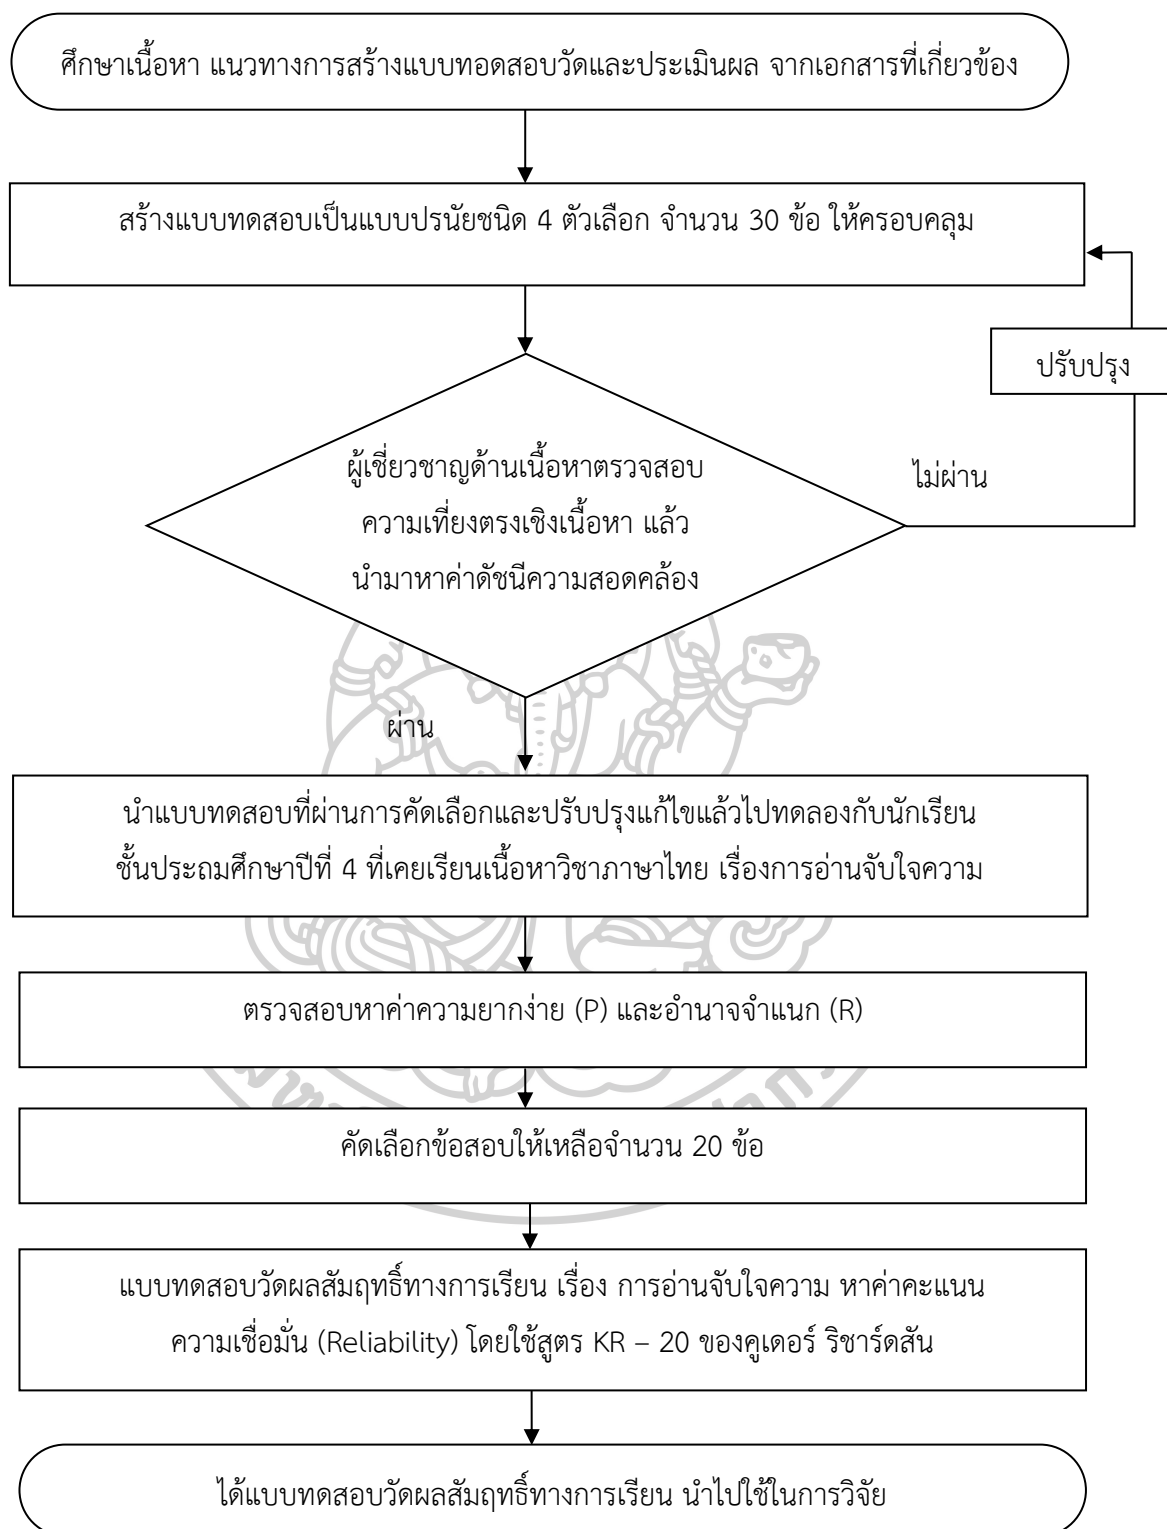 ศึกษาเนื้อหา แนวทางการสร้างแบบทอดสอบวัดและประเมินผล จากเอกสารที่เกี่ยวข้อง
สร้างแบบทดสอบเป็นแบบปรนัยชนิด 4 ตัวเลือก จำนวน 30 ข้อ ให้ครอบคลุม
ปรับปรุง
ผู้เชี่ยวชาญด้านเนื้อหาตรวจสอบ
ความเที่ยงตรงเชิงเนื้อหา แล้ว
นำมาหาค่าดัชนีความสอดคล้อง
ไม่ผ่าน
ผ่าน
นำแบบทดสอบที่ผ่านการคัดเลือกและปรับปรุงแก้ไขแล้วไปทดลองกับนักเรียน
ชั้นประถมศึกษาปีที่ 4 ที่เคยเรียนเนื้อหาวิชาภาษาไทย เรื่องการอ่านจับใจความ
ตรวจสอบหาค่าความยากง่าย (P) และอำนาจจำแนก (R)
คัดเลือกข้อสอบให้เหลือจำนวน 20 ข้อ
แบบทดสอบวัดผลสัมฤทธิ์ทางการเรียน เรื่อง การอ่านจับใจความ หาค่าคะแนน
ความเชื่อมั่น (Reliability) โดยใช้สูตร KR – 20 ของคูเดอร์ ริชาร์ดสัน
ได้แบบทดสอบวัดผลสัมฤทธิ์ทางการเรียน นำไปใช้ในการวิจัย